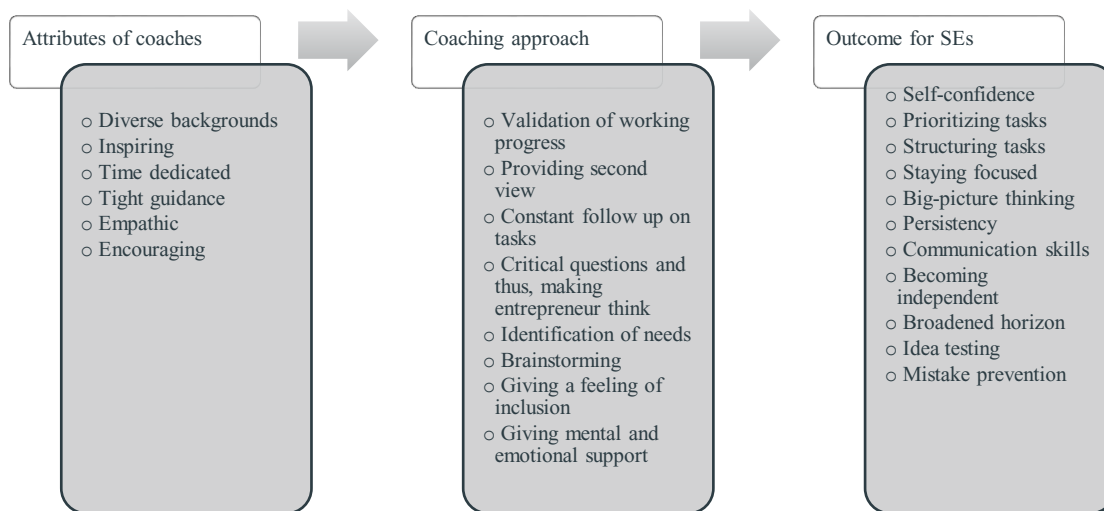 Attributes of coaches
○ Diverse backgrounds
○ Inspiring
○ Time dedicated
○ Tight guidance
○ Empathic
○ Encouraging
Coaching approach
○ Validation of working
progress
○ Providing second
view
○ Constant follow up on
tasks
○ Critical questions and
thus, making
entrepreneur think
○ Identification of needs
○ Brainstorming
○ Giving a feeling of
inclusion
○ Giving mental and
emotional support
Outcome for SEs
○ Self-confidence
○ Prioritizing tasks
○ Structuring tasks
○ Staying focused
○ Big-picture thinking
○ Persistency
○ Communication skills
○ Becoming
independent
○ Broadened horizon
○ Idea testing
○ Mistake prevention